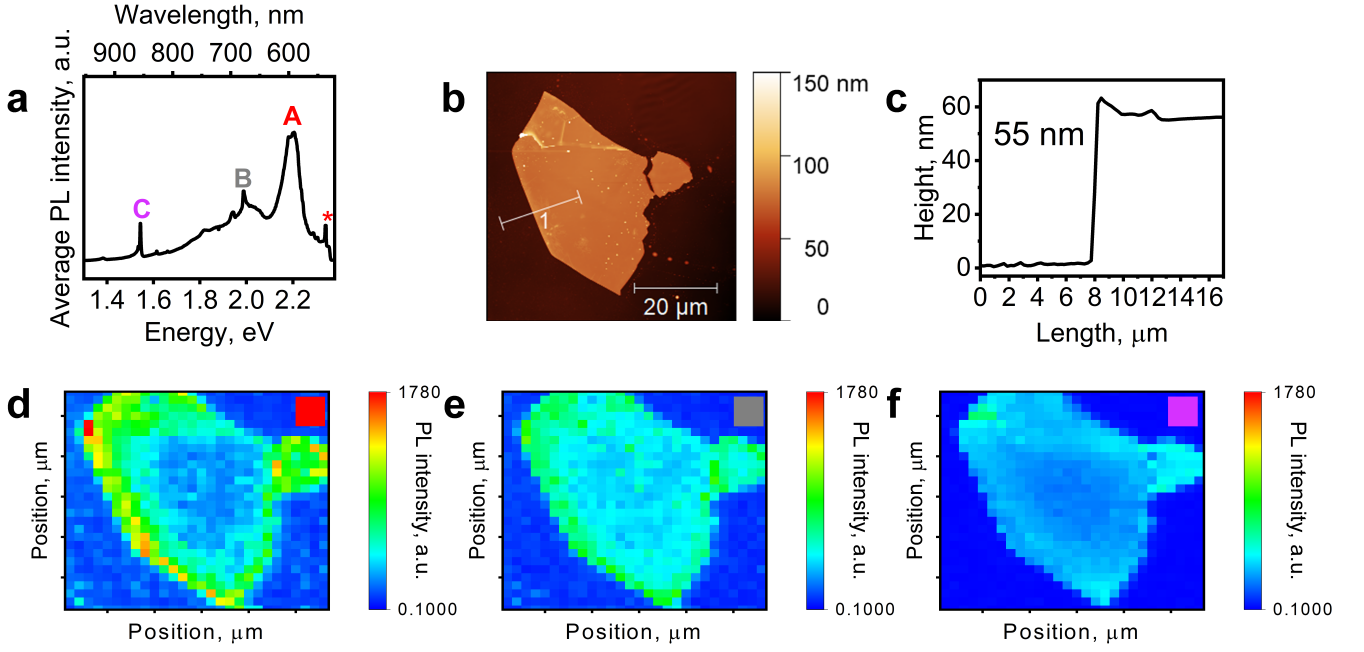 Wavelength, nm
900 800 700 600
a
Average PL intensity, a.u.
A
B
C
*
1.4 1.6 1.8 2.0 2.2
Energy, eV
b
1
20 µm
150 nm
100
50
0
c
Height, nm
60
40
20
0
55 nm
0 2 4 6 8 10 12 14 16
Length, µm
d
Position, µm
Position, µm
1780
PL intensity, a.u.
0.1000
e
Position, µm
Position, µm
1780
PL intensity, a.u.
0.1000
f
Position, µm
Position, µm
1780
PL intensity, a.u.
0.1000